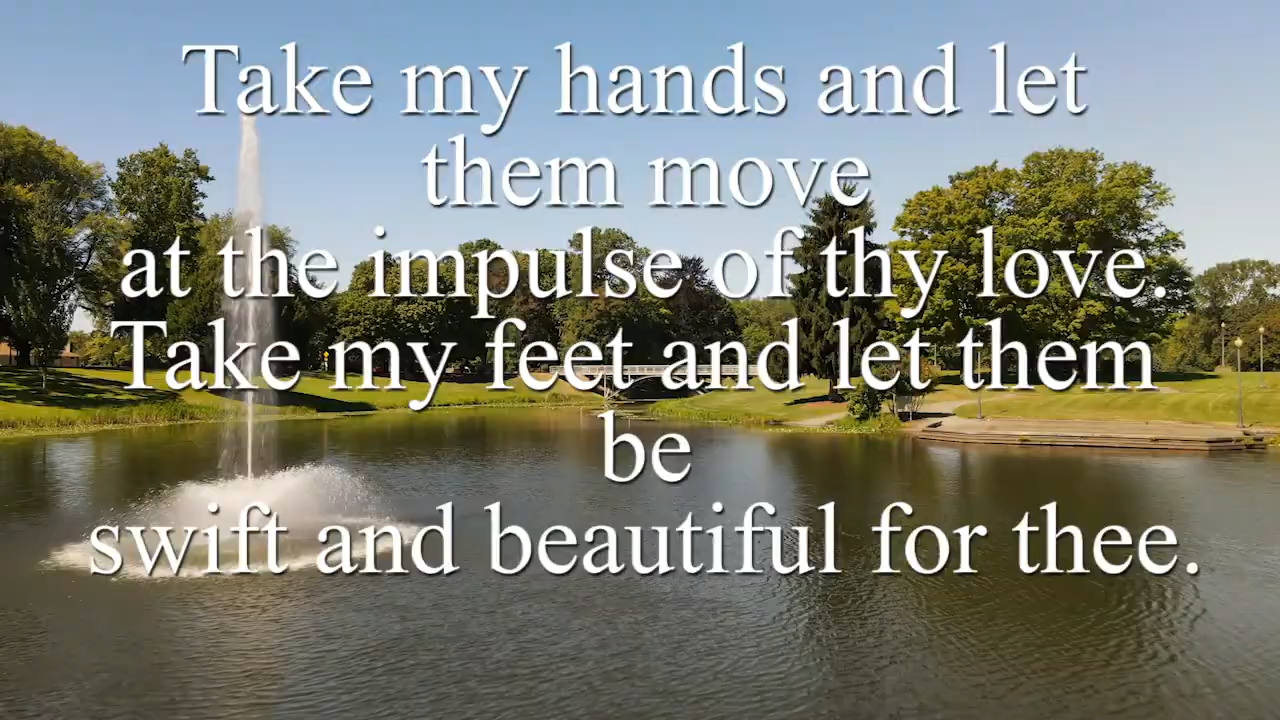 Take my hands and let
them move
at the impulse of thy love.
Take my feet and let them
be
swift and beautiful for thee.